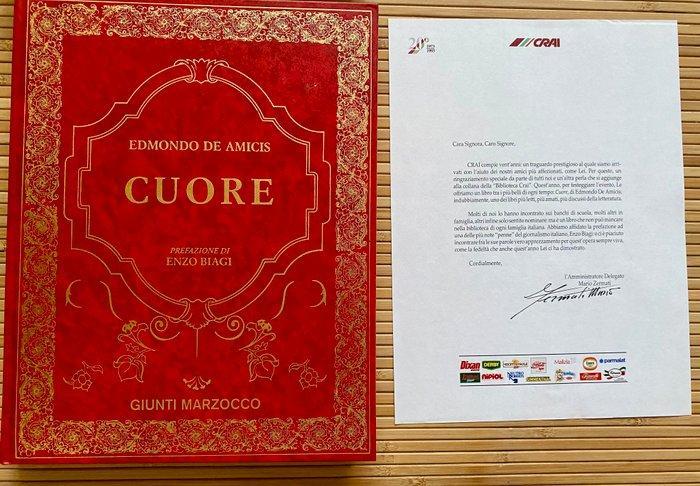 EDMONDO DE AMICIS
CUORE
PREFAZIONE DI
ENZO BIAGI
GIUNTI MARZOCCO
20°
CRAI
Cara Signora, Caro Signore,
CRAI compie vent'anni: un traguardo prestigioso al quale siamo arri-
vati con l'aiuto dei nostri amici più affezionati, come Lei. Per questo, un
ringraziamento speciale da parte di tutti noi e un'altra perla che si aggiunge
alla collana della "Biblioteca Crai". Quest'anno, per festeggiare l'evento, Le
offriamo un libro tra i più belli di ogni tempo: Cuore, di Edmondo De Amicis,
indubbiamente, uno dei libri più letti, più amati, più discussi della letteratura.
Molti di noi lo hanno incontrato sui banchi di scuola, molti altri in
famiglia, altri infine solo sentito nominare: ma è un libro che non può mancare
nella biblioteca di ogni famiglia italiana. Abbiamo affidato la prefazione ad
una delle più note "penne" del giornalismo italiano, Enzo Biagi: e ci è piaciuto
incontrare fra le sue parole vero apprezzamento per quest'opera sempre viva,
come la fedeltà che anche quest'anno Lei ci ha dimostrato.
Cordialmente,
l'Amministratore Delegato
Mario Zermati
Zermati Mario
Dixan DERBY Malizia parmalat
nipiol